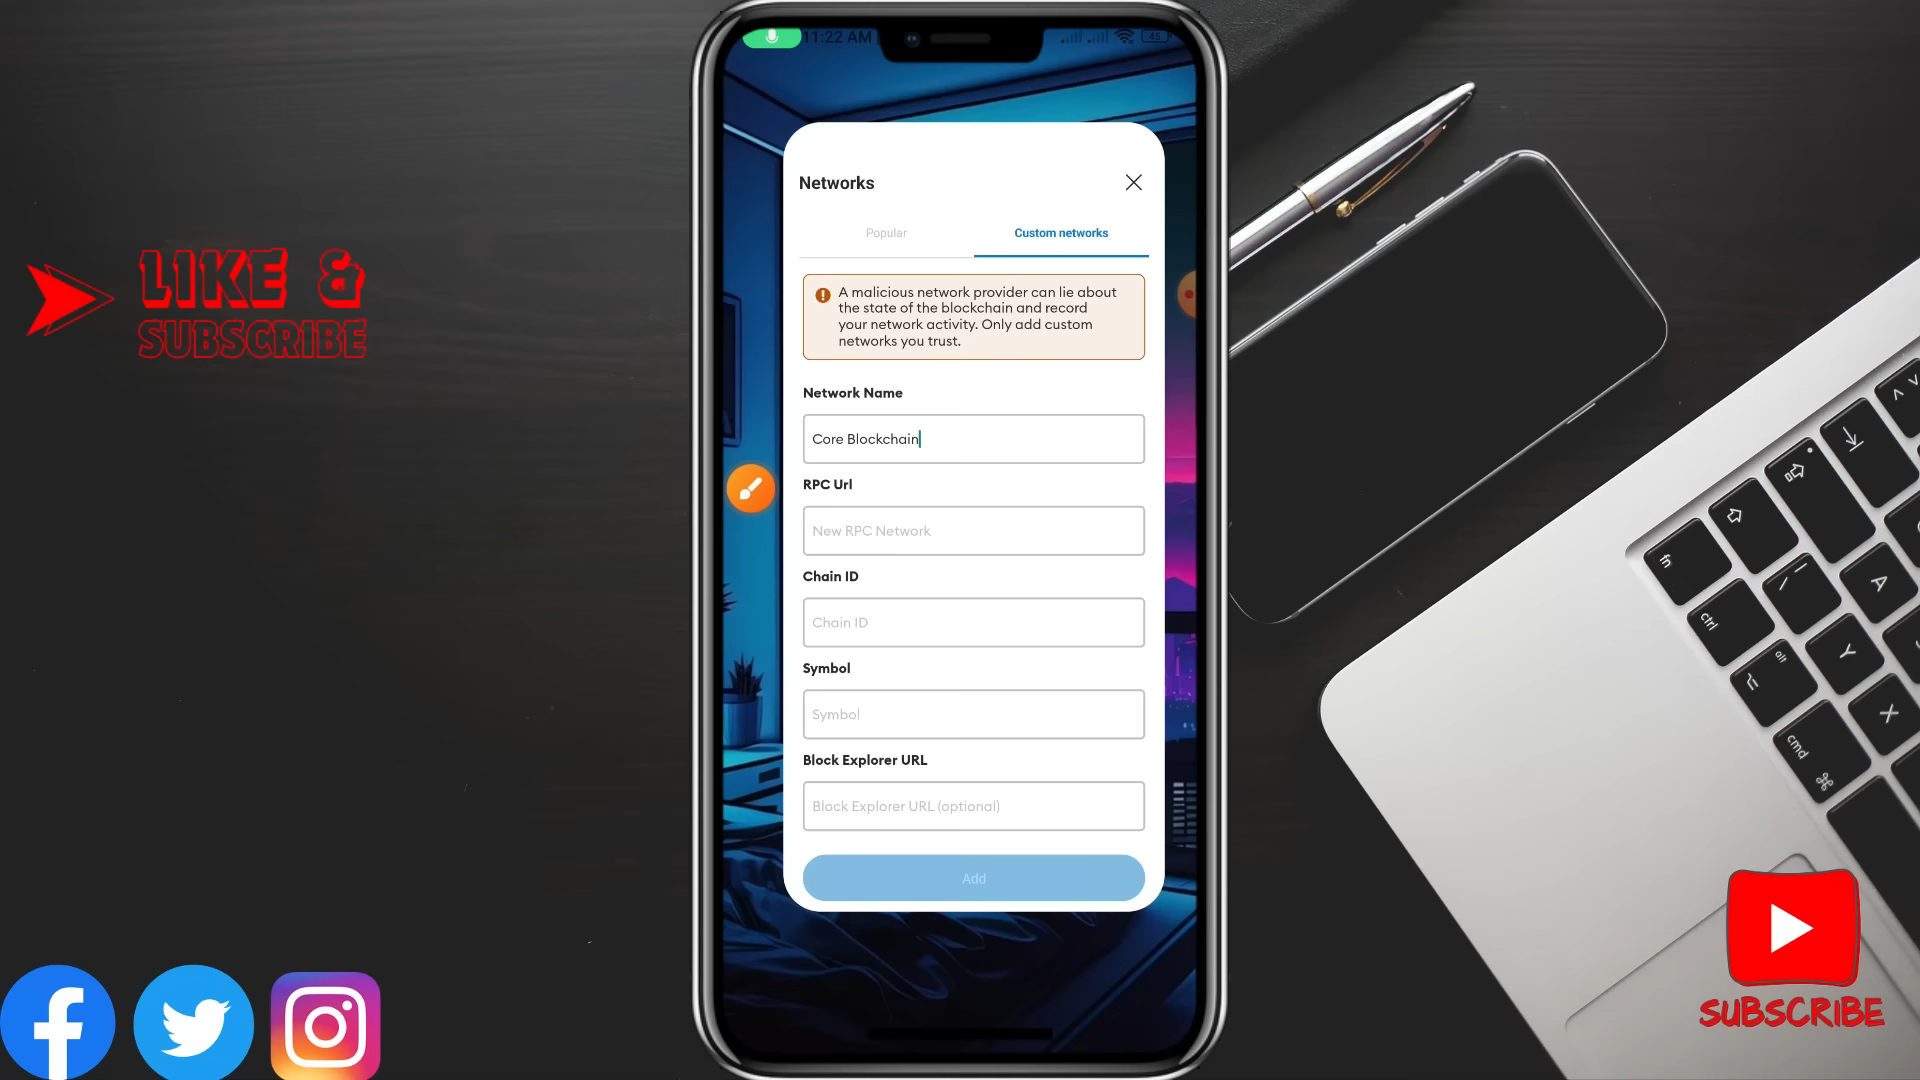 11:22 AM
45
Networks
Popular
Custom networks
A malicious network provider can lie about
the state of the blockchain and record
your network activity. Only add custom
networks you trust.
Network Name
Core Blockchain
RPC Url
New RPC Network
Chain ID
Chain ID
Symbol
Symbol
Block Explorer URL
Block Explorer URL (optional)
Add
LIKE &
SUBSCRIBE
SUBSCRIBE
fn
ctrl
alt
cmd
A
Y
X